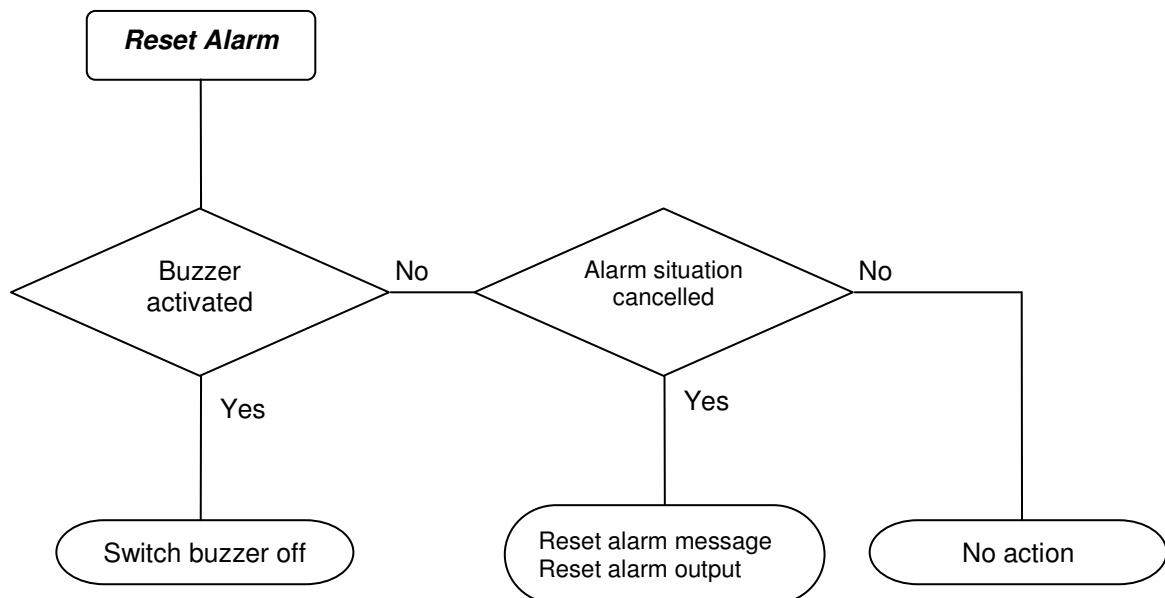 Reset Alarm
Buzzer
activated
No
Alarm situation
cancelled
No
Yes
Yes
Switch buzzer off
Reset alarm message
Reset alarm output
No action